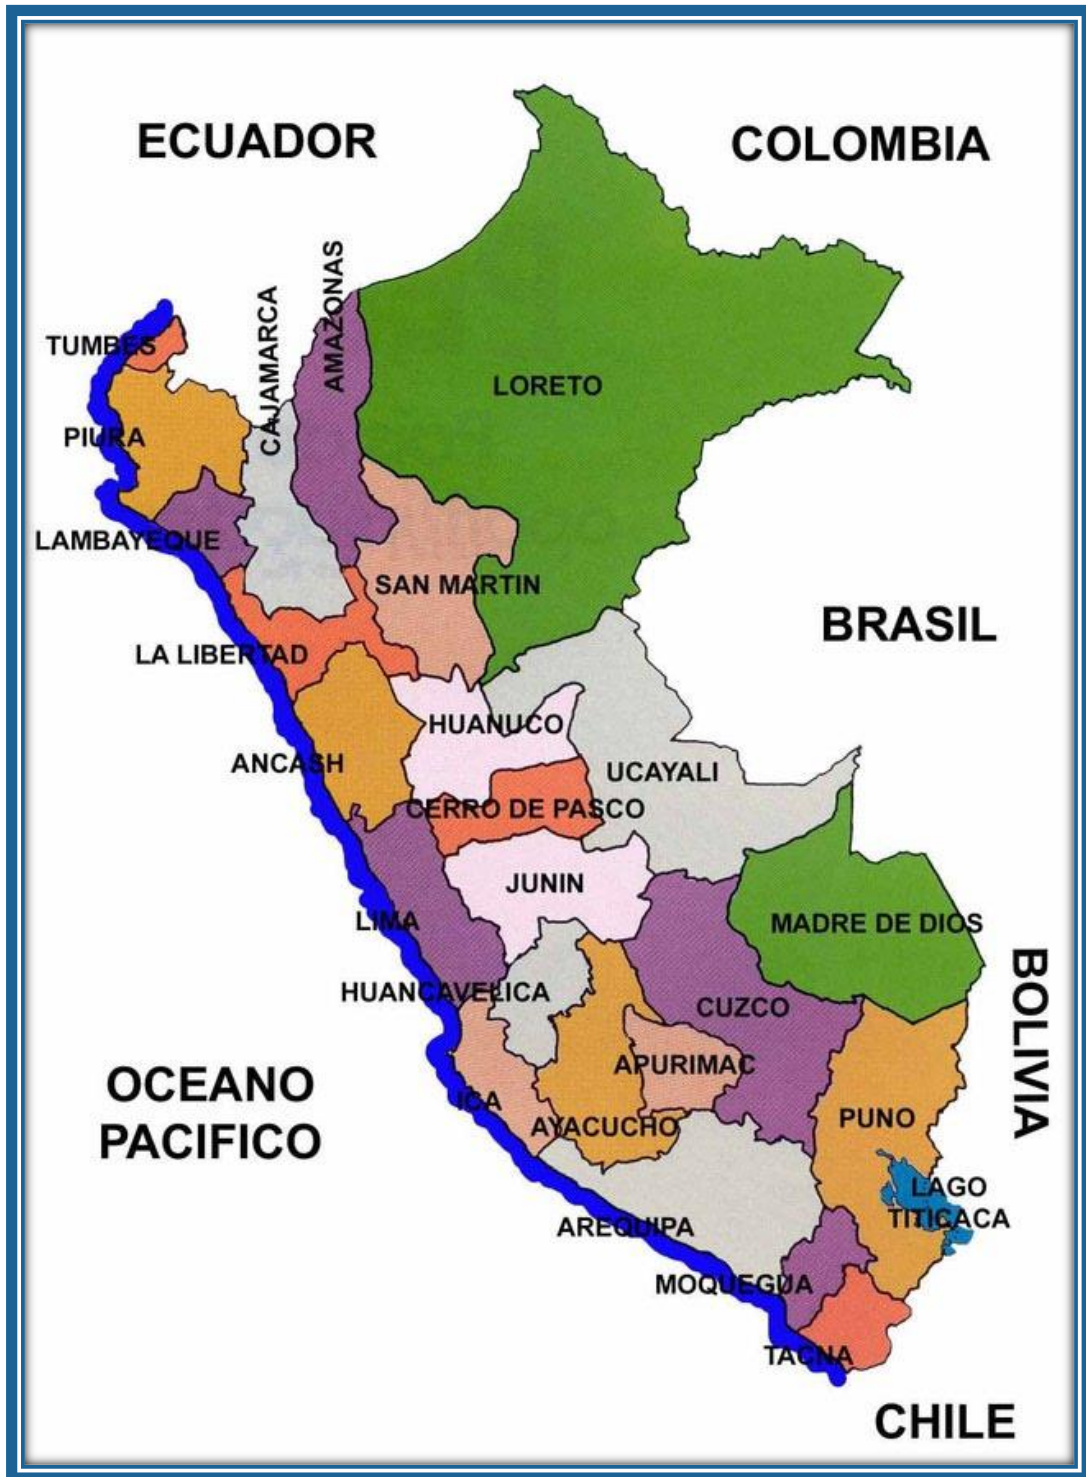 ECUADOR
COLOMBIA
AMAZONAS
CAJAMARCA
TUMBES
LORETO
PIURA
LAMBAYEQUE
SAN MARTIN
BRASIL
LA LIBERTAD
HUANUCO
ANCASH
UCAYALI
CERRO DE PASCO
JUNIN
LIMA
MADRE DE DIOS
HUANCAVELICA
CUZCO
BOLIVIA
APURIMAC
OCEANO
PACIFICO
ICA
AYACUCHO
PUNO
LAGO
TITICACA
AREQUIPA
MOQUEGUA
TACNA
CHILE